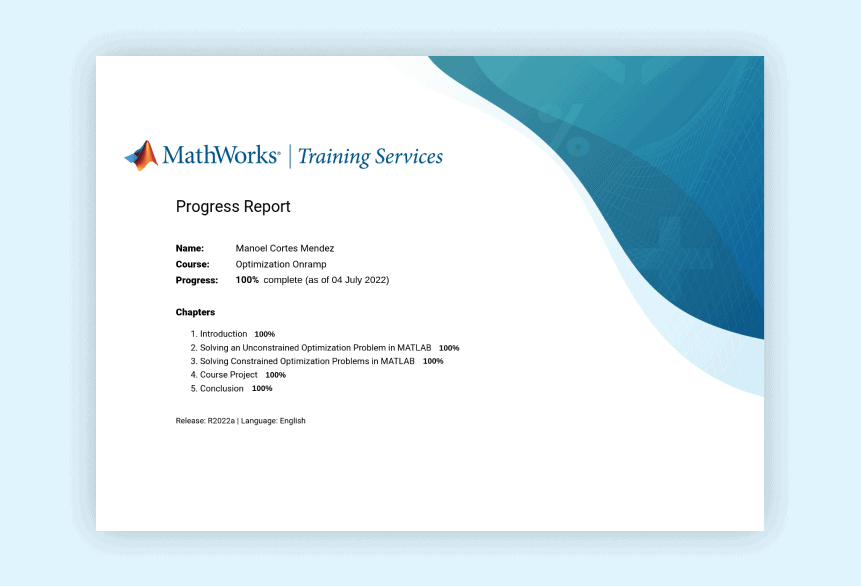 MathWorks® | Training Services
Progress Report
Name: Manoel Cortes Mendez
Course: Optimization Onramp
Progress: 100% complete (as of 04 July 2022)
Chapters
1. Introduction 100%
2. Solving an Unconstrained Optimization Problem in MATLAB 100%
3. Solving Constrained Optimization Problems in MATLAB 100%
4. Course Project 100%
5. Conclusion 100%
Release: R2022a | Language: English